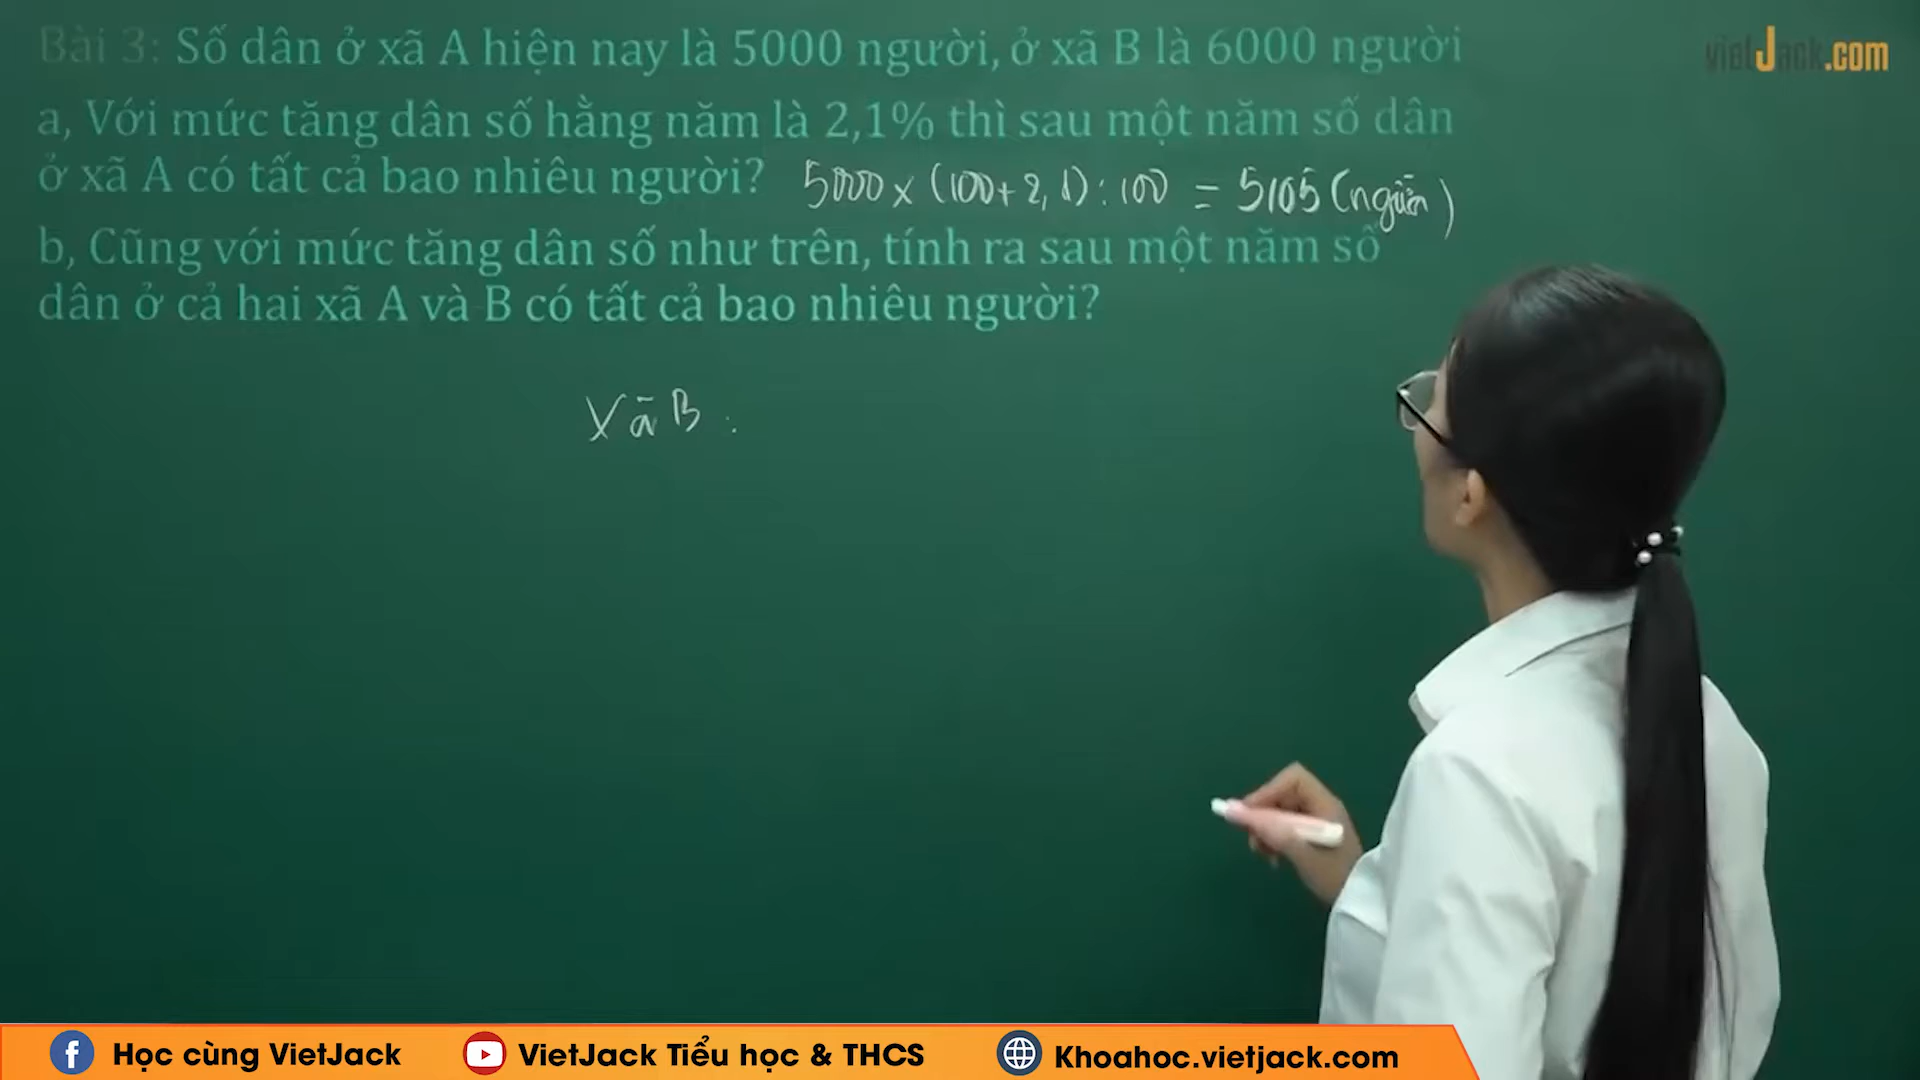 Bài 3: Số dân ở xã A hiện nay là 5000 người, ở xã B là 6000 người
vietJack.com
a, Với mức tăng dân số hằng năm là 2,1% thì sau một năm số dân
ở xã A có tất cả bao nhiêu người?
5000 x (100+2,1):100 = 5105 (người)
b, Cũng với mức tăng dân số như trên, tính ra sau một năm số
dân ở cả hai xã A và B có tất cả bao nhiêu người?
Xã B :
Học cùng VietJack
VietJack Tiểu học & THCS
Khoahoc.vietjack.com